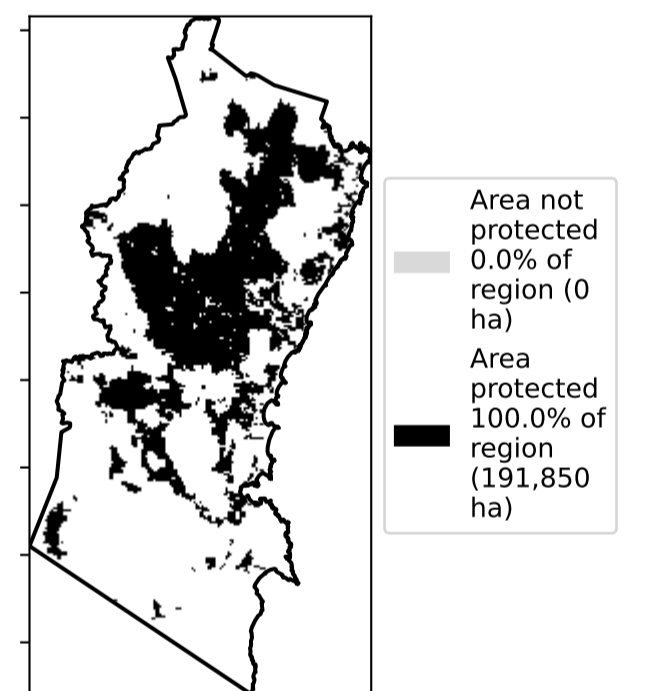 Area not
protected
0.0% of
region (0
ha)
Area
protected
100.0% of
region
(191,850
ha)